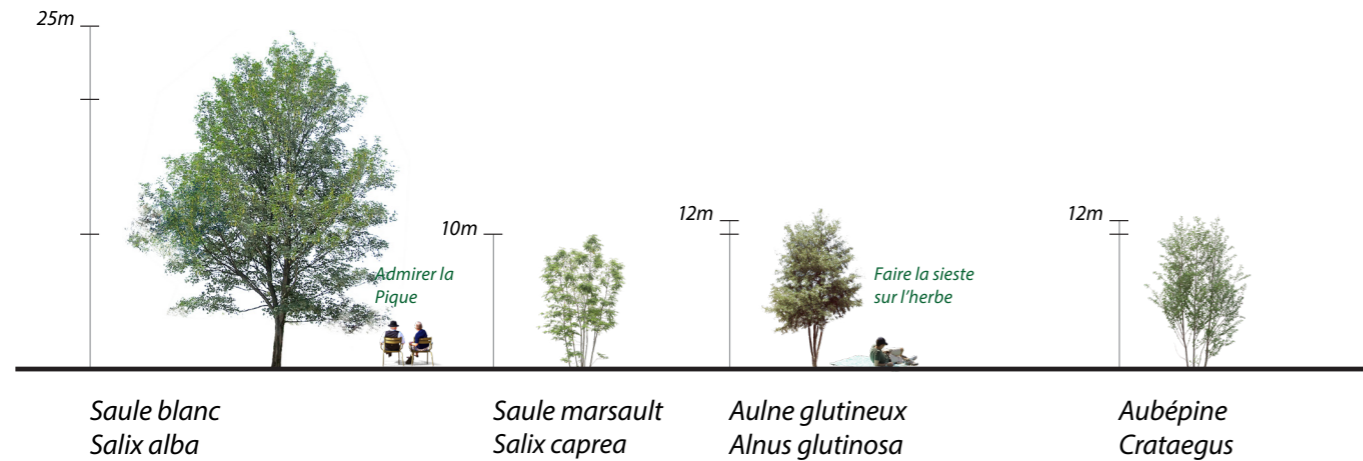 25m
10m
12m
12m
Admirer la
Pique
Faire la sieste
sur l'herbe
Saule blanc
Salix alba
Saule marsault
Salix caprea
Aulne glutineux
Alnus glutinosa
Aubépine
Crataegus